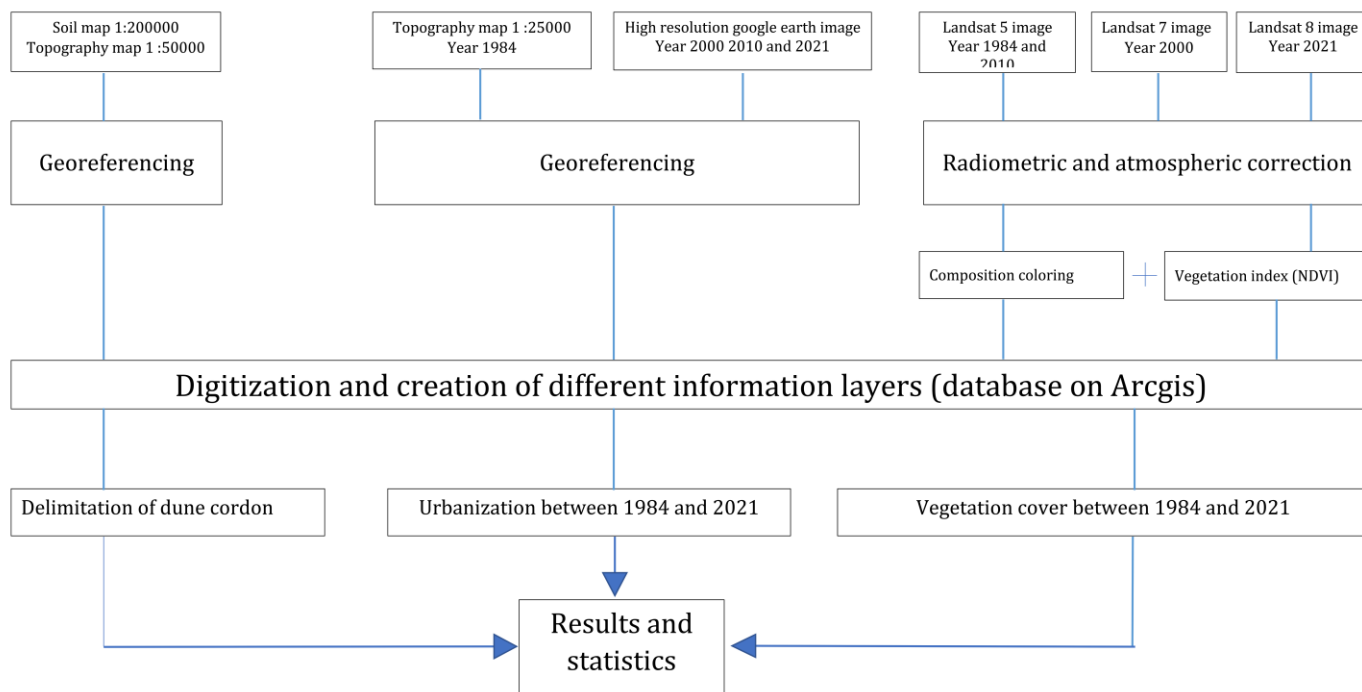 Soil map 1:200000
Topography map 1 :50000
Topography map 1 :25000
Year 1984
High resolution google earth image
Year 2000 2010 and 2021
Landsat 5 image
Year 1984 and
2010
Landsat 7 image
Year 2000
Landsat 8 image
Year 2021
Georeferencing
Georeferencing
Radiometric and atmospheric correction
Composition coloring
Vegetation index (NDVI)
Digitization and creation of different information layers (database on Arcgis)
Delimitation of dune cordon
Urbanization between 1984 and 2021
Vegetation cover between 1984 and 2021
Results and
statistics